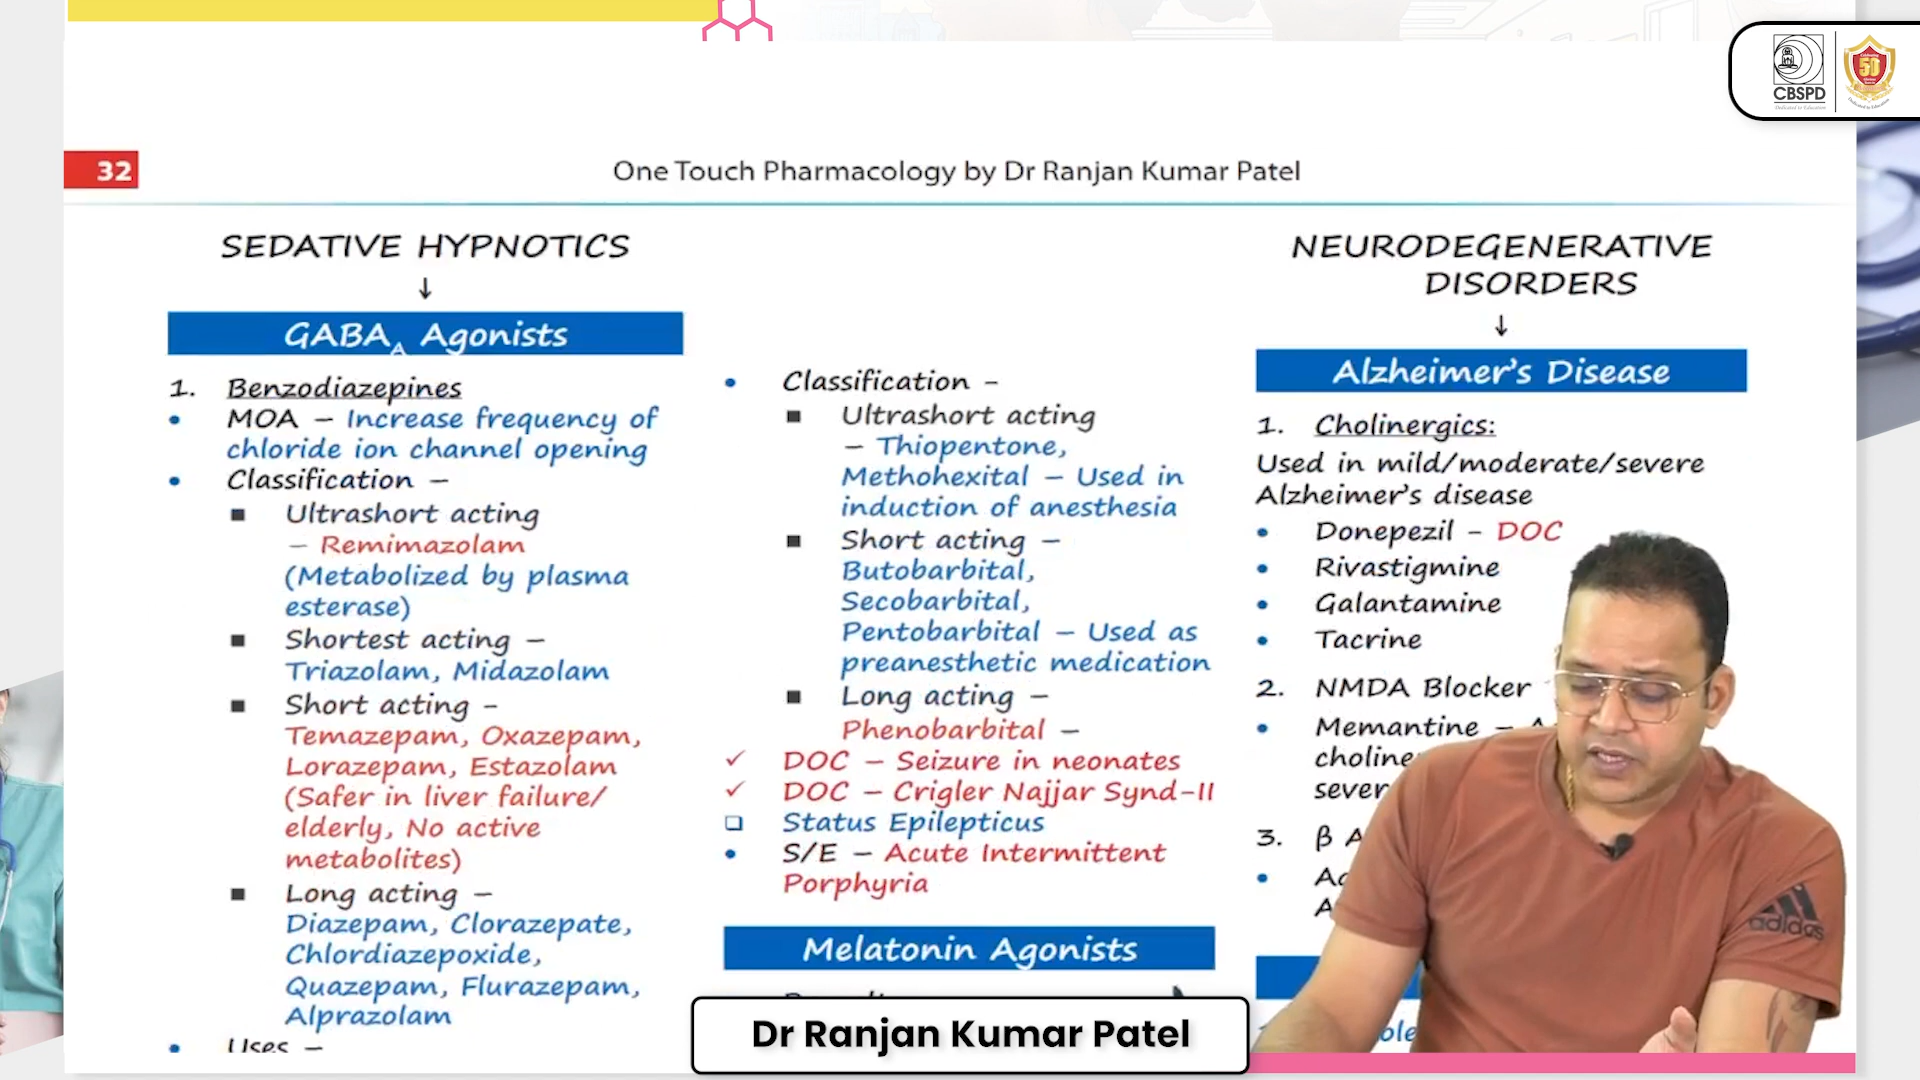 CBSPD
50
32
One Touch Pharmacology by Dr Ranjan Kumar Patel
SEDATIVE HYPNOTICS
↓
GABA_A Agonists
1. Benzodiazepines
• MOA – Increase frequency of
chloride ion channel opening
• Classification –
■ Ultrashort acting
– Remimazolam
(Metabolized by plasma
esterase)
■ Shortest acting –
Triazolam, Midazolam
■ Short acting -
Temazepam, Oxazepam,
Lorazepam, Estazolam
(Safer in liver failure/
elderly, No active
metabolites)
■ Long acting –
Diazepam, Clorazepate,
Chlordiazepoxide,
Quazepam, Flurazepam,
Alprazolam
• Uses –
• Classification –
■ Ultrashort acting
– Thiopentone,
Methohexital – Used in
induction of anesthesia
■ Short acting –
Butobarbital,
Secobarbital,
Pentobarbital – Used as
preanesthetic medication
■ Long acting –
Phenobarbital –
✓ DOC – Seizure in neonates
✓ DOC – Crigler Najjar Synd-II
❑ Status Epilepticus
• S/E – Acute Intermittent
Porphyria
Melatonin Agonists
NEURODEGENERATIVE
DISORDERS
↓
Alzheimer's Disease
1. Cholinergics:
Used in mild/moderate/severe
Alzheimer's disease
• Donepezil – DOC
• Rivastigmine
• Galantamine
• Tacrine
2. NMDA Blocker
• Memantine –
3. β
adidas
Dr Ranjan Kumar Patel